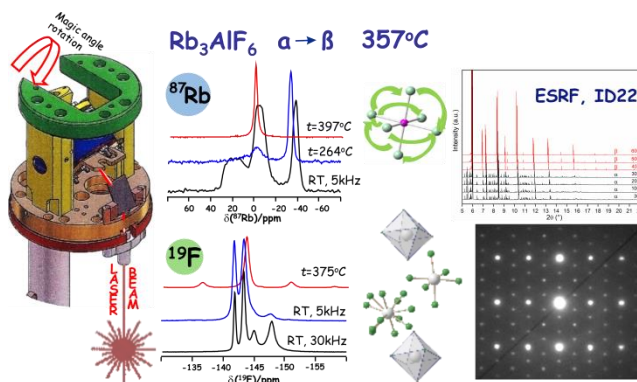 Magic angle
rotation
Rb₃AlF₆ α → β 357°C
⁸⁷Rb
t=397°C
t=264°C
RT, 5kHz
60 40 20 0 -20 -40 -60
δ(⁸⁷Rb)/ppm
ESRF, ID22
Intensity (a.u.)
2θ (°)
LASER
BEAM
¹⁹F
t=375°C
RT, 5kHz
RT, 30kHz
-135 -140 -145 -150 -155
δ(¹⁹F)/ppm